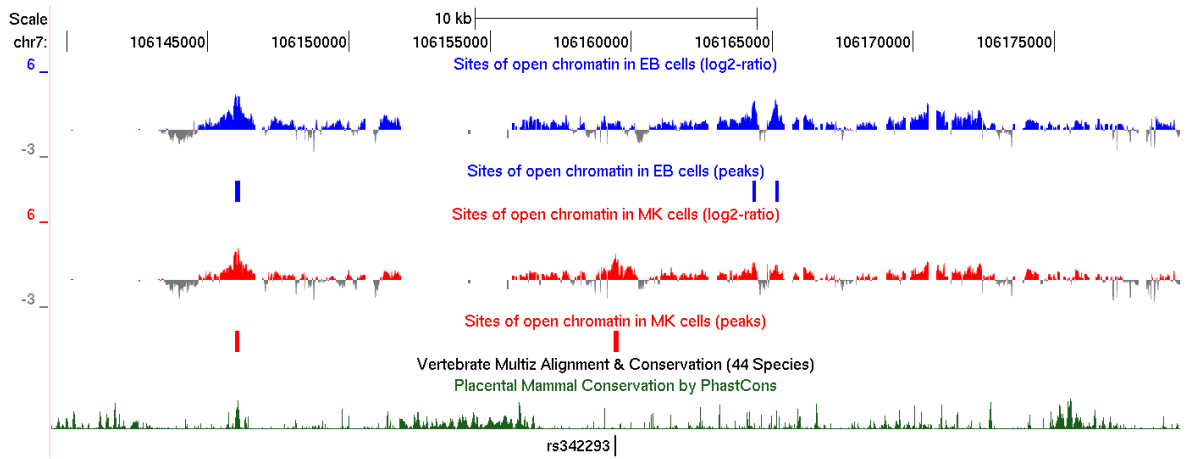 Scale 10 kb
chr7: 106145000 106150000 106155000 106160000 106165000 106170000 106175000
Sites of open chromatin in EB cells (log2-ratio)
6
-3
Sites of open chromatin in EB cells (peaks)
Sites of open chromatin in MK cells (log2-ratio)
6
-3
Sites of open chromatin in MK cells (peaks)
Vertebrate Multiz Alignment & Conservation (44 Species)
Placental Mammal Conservation by PhastCons
rs342293